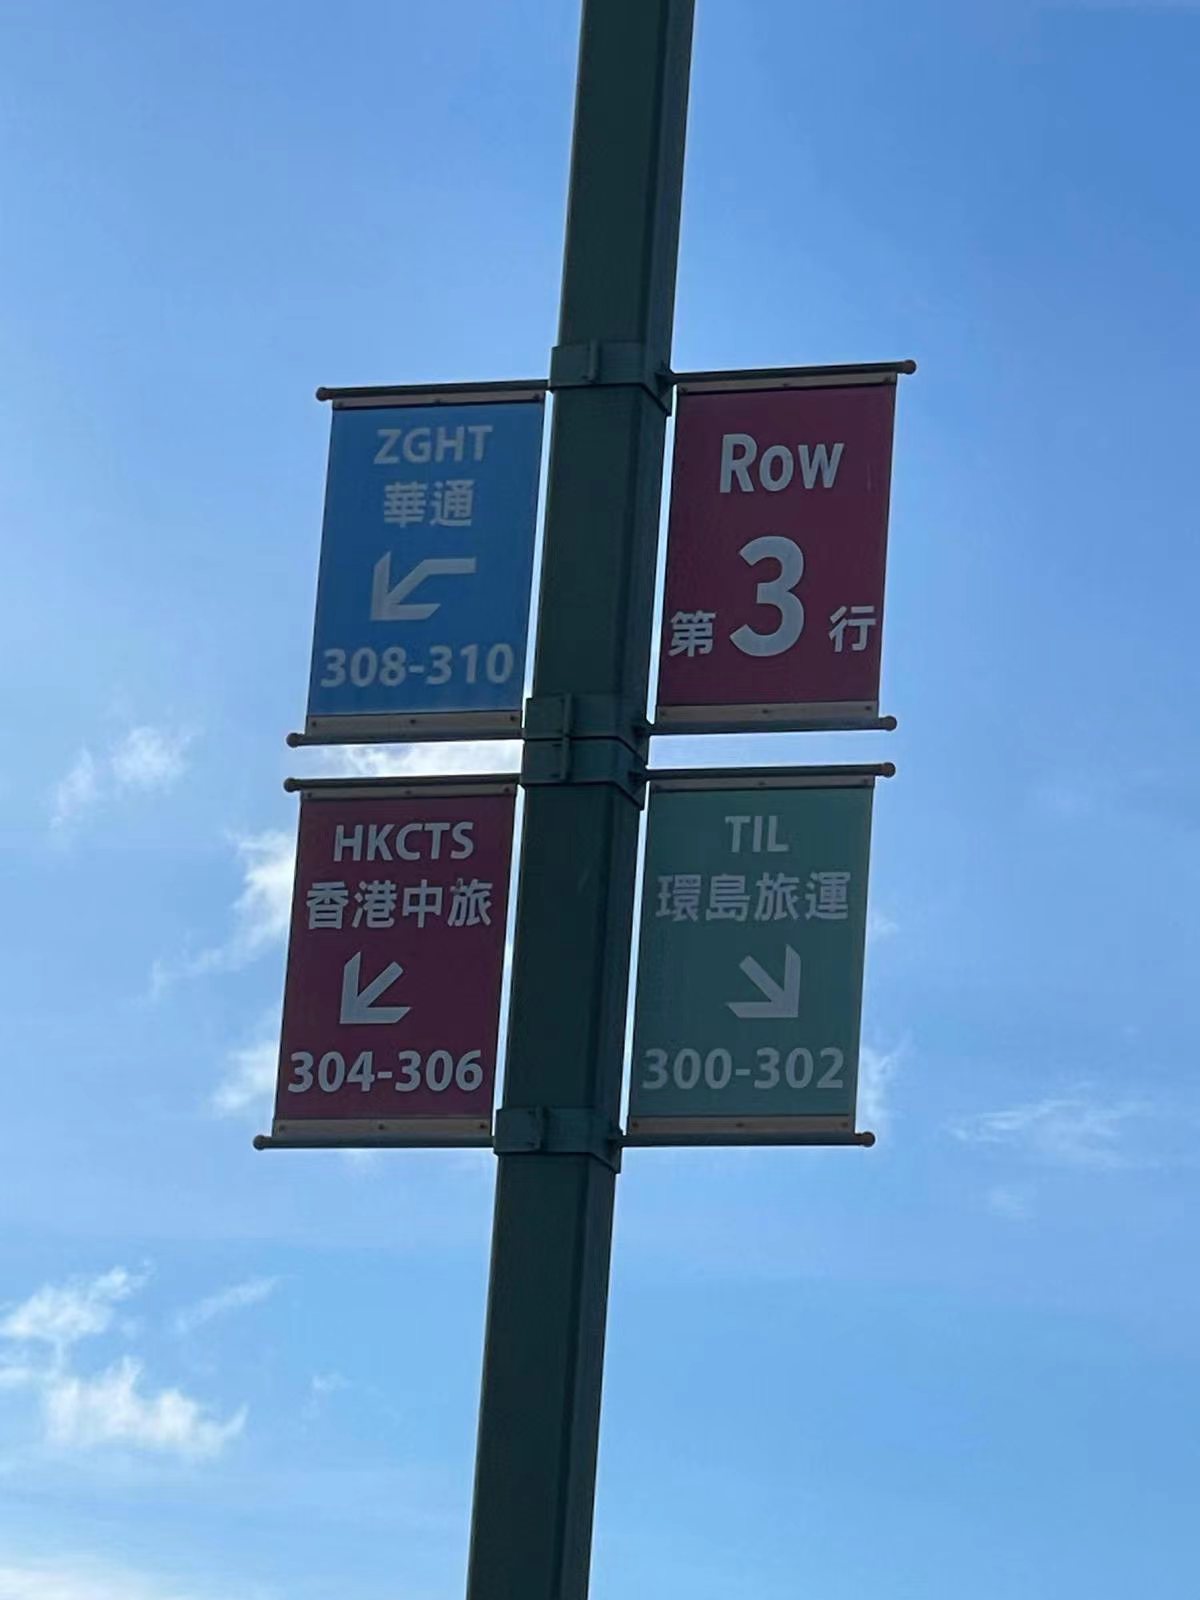 ZGHT
華通
308-310
Row
第 3 行
HKCTS
香港中旅
304-306
TIL
環島旅運
300-302